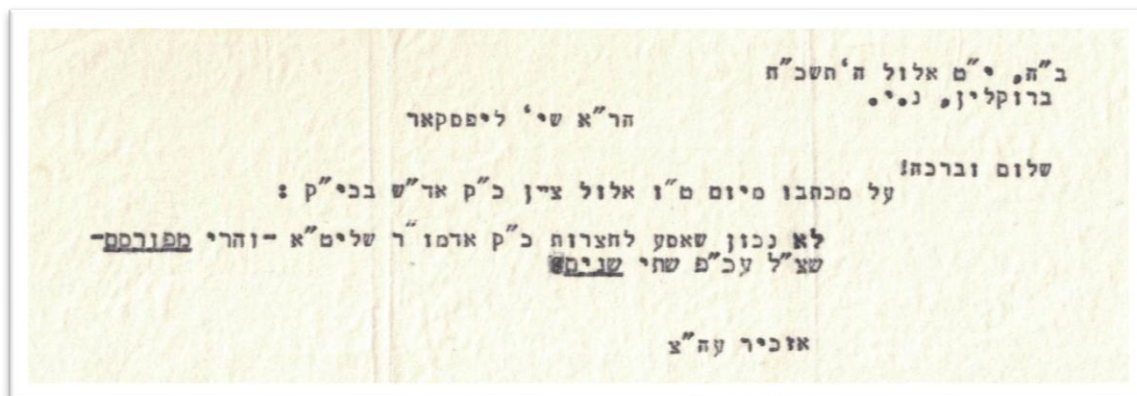 ב"ה, י"ט אלול ה'תשכ"ח
ברוקלין, נ.י.
הר"א שי' ליפסקאר
שלום וברכה!
על מכתבו מיום ט"ו אלול ציין כ"ק אד"ש בכי"ק :
לא נכון שאסע לחצרות כ"ק אדמו"ר שליט"א -והרי מפורסם-
שצ"ל עכ"פ שתי שנים
אזכיר עה"צ